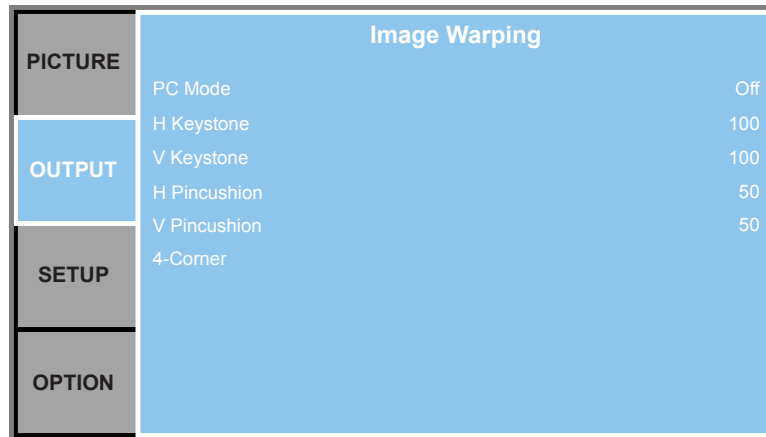 PICTURE
OUTPUT
SETUP
OPTION
Image Warping
PC Mode Off
H Keystone 100
V Keystone 100
H Pincushion 50
V Pincushion 50
4-Corner